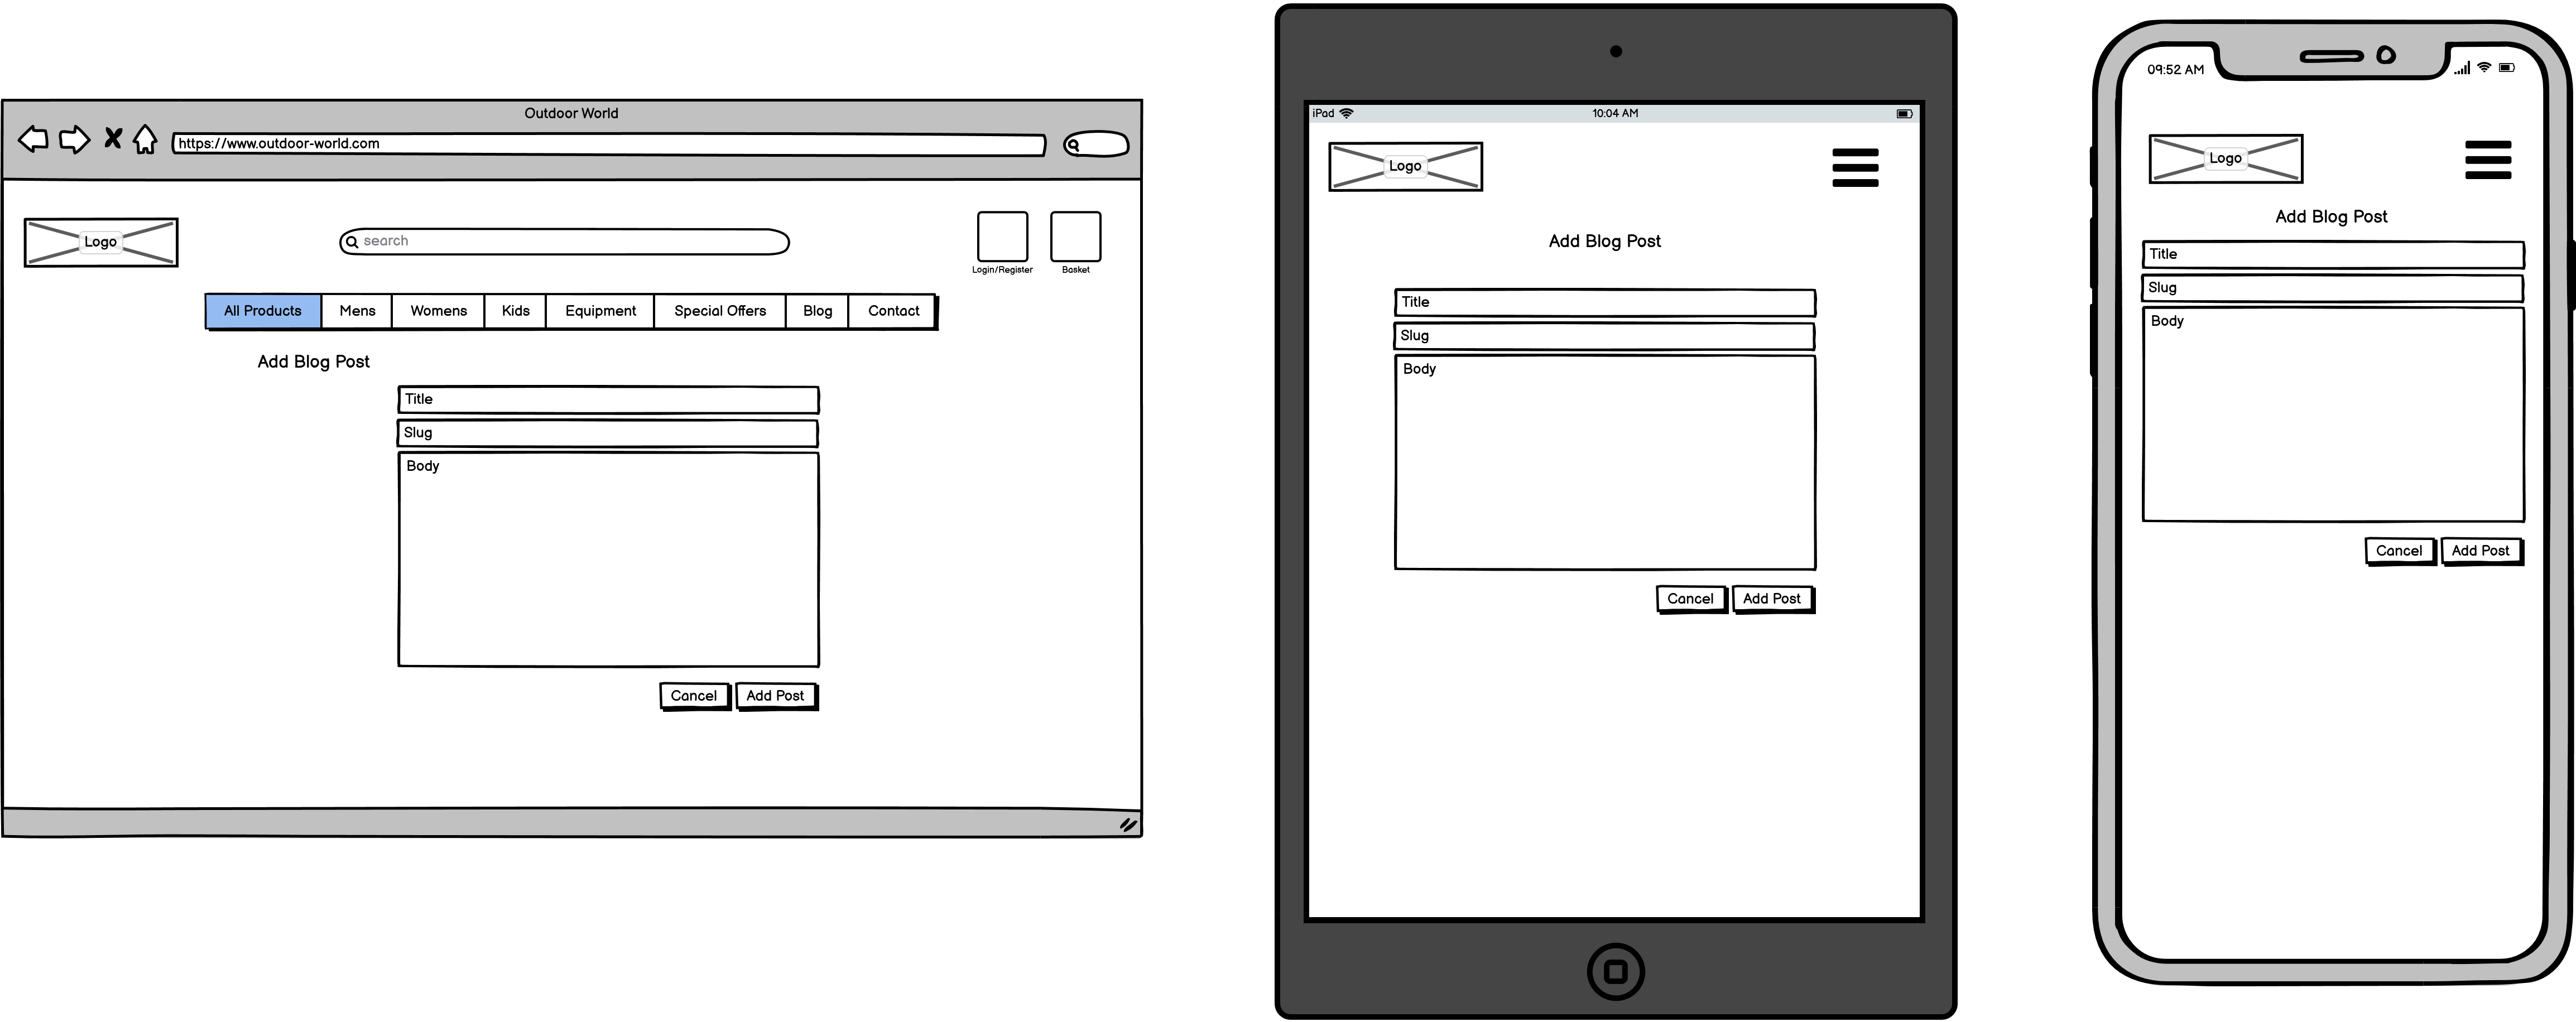 Outdoor World
https://www.outdoor-world.com
Logo
search
Login/Register
Basket
All Products
Mens
Womens
Kids
Equipment
Special Offers
Blog
Contact
Add Blog Post
Title
Slug
Body
Cancel
Add Post
iPad
10:04 AM
Logo
Add Blog Post
Title
Slug
Body
Cancel
Add Post
09:52 AM
Logo
Add Blog Post
Title
Slug
Body
Cancel
Add Post